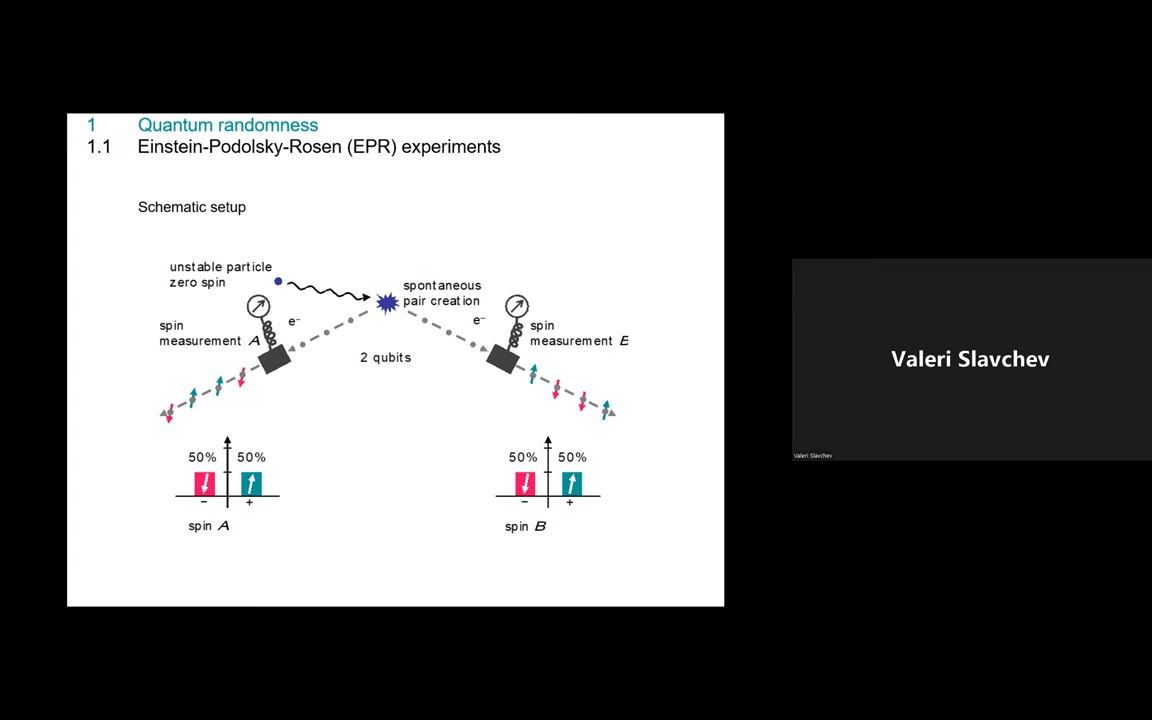 1 Quantum randomness
1.1 Einstein-Podolsky-Rosen (EPR) experiments
Schematic setup
unstable particle
zero spin
spontaneous
pair creation
e⁻
e⁻
spin
measurement A
spin
measurement B
2 qubits
50% 50%
− +
spin A
50% 50%
− +
spin B
Valeri Slavchev
Valeri Slavchev